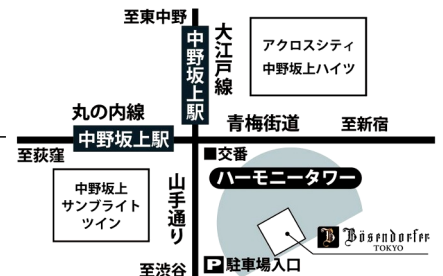 至東中野
中野坂上駅
大江戸線
アクロスシティ
中野坂上ハイツ
丸の内線
中野坂上駅
青梅街道
至新宿
至荻窪
■交番
ハーモニータワー
中野坂上
サンブライト
ツイン
山手通り
B Bösendorfer
TOKYO
至渋谷
P 駐車場入口